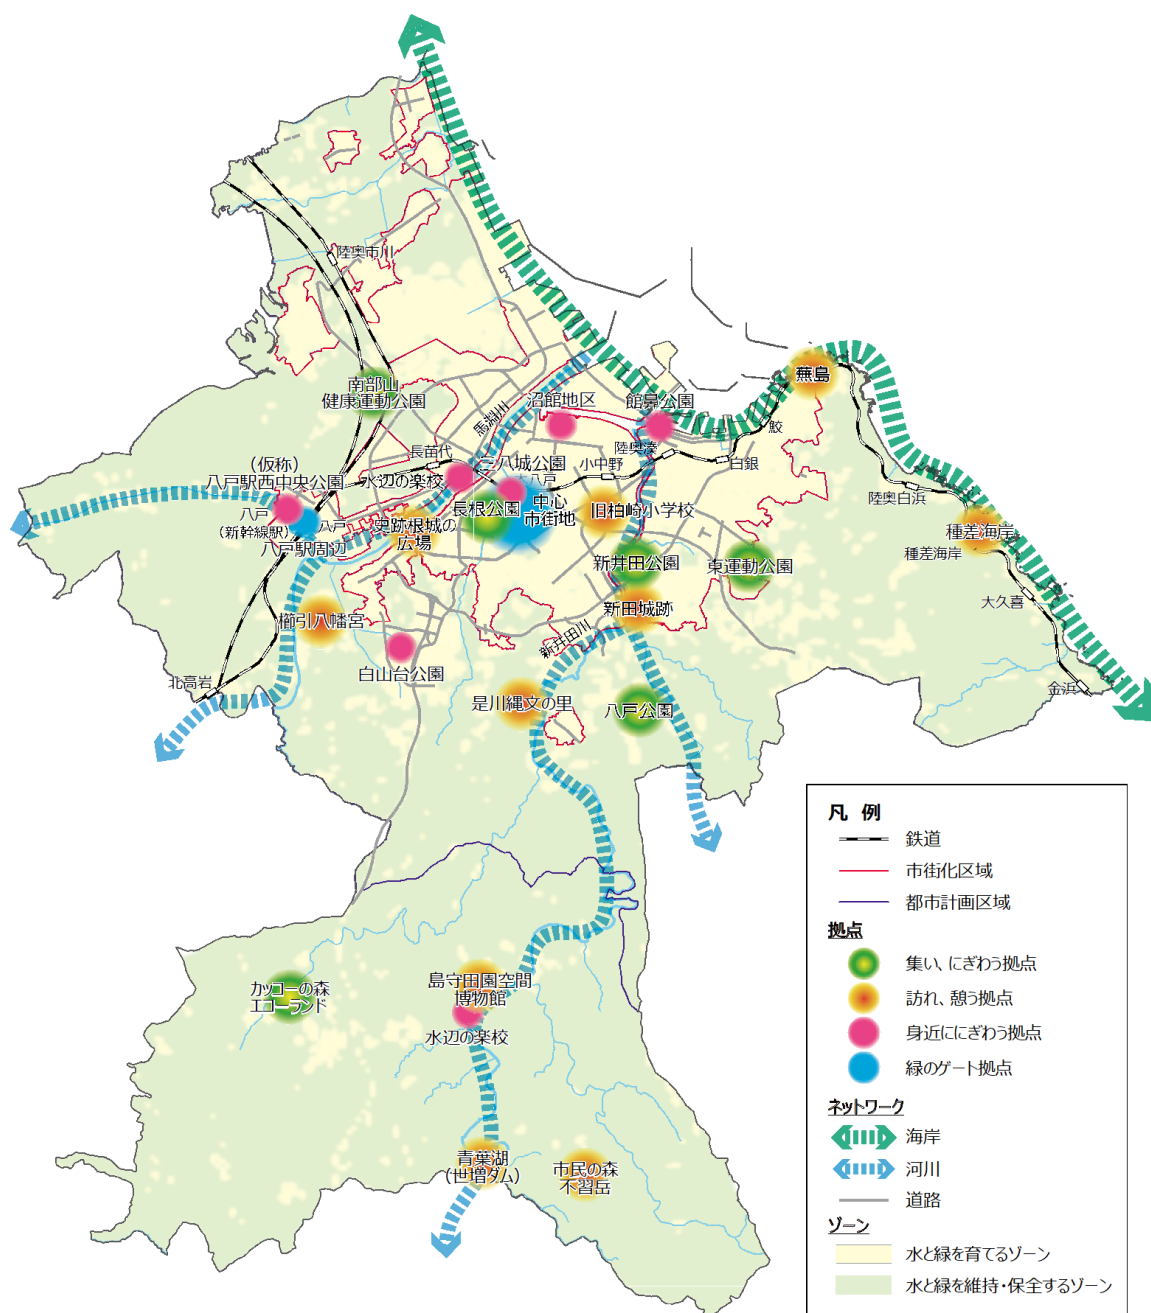 陸奥市川
南部山
健康運動公園
馬淵川
沼館地区
館鼻公園
蕪島
鮫
長苗代
三八城公園
小中野
陸奥湊
白銀
(仮称)
八戸駅西中央公園
水辺の楽校
八戸
長根公園
中心
市街地
旧柏崎小学校
陸奥白浜
八戸
(新幹線駅)
八戸
八戸駅周辺
史跡根城の
広場
新井田公園
東運動公園
種差海岸
種差海岸
大久喜
櫛引八幡宮
新田城跡
新井田川
白山台公園
北高岩
是川縄文の里
八戸公園
金浜
カッコーの森
エコーランド
島守田園空間
博物館
水辺の楽校
青葉湖
(世増ダム)
市民の森
不習岳
凡 例
鉄道
市街化区域
都市計画区域
拠点
集い、にぎわう拠点
訪れ、憩う拠点
身近ににぎわう拠点
緑のゲート拠点
ネットワーク
海岸
河川
道路
ゾーン
水と緑を育てるゾーン
水と緑を維持・保全するゾーン